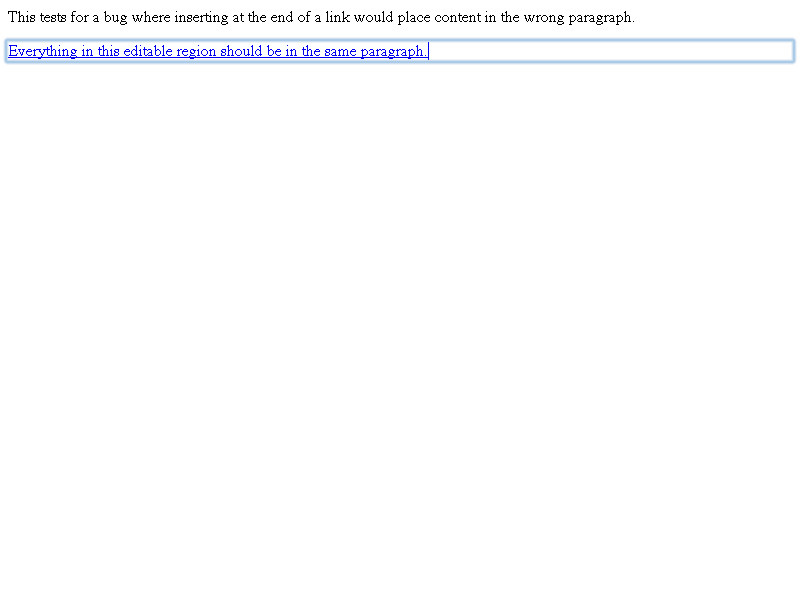 This tests for a bug where inserting at the end of a link would place content in the wrong paragraph.
Everything in this editable region should be in the same paragraph.